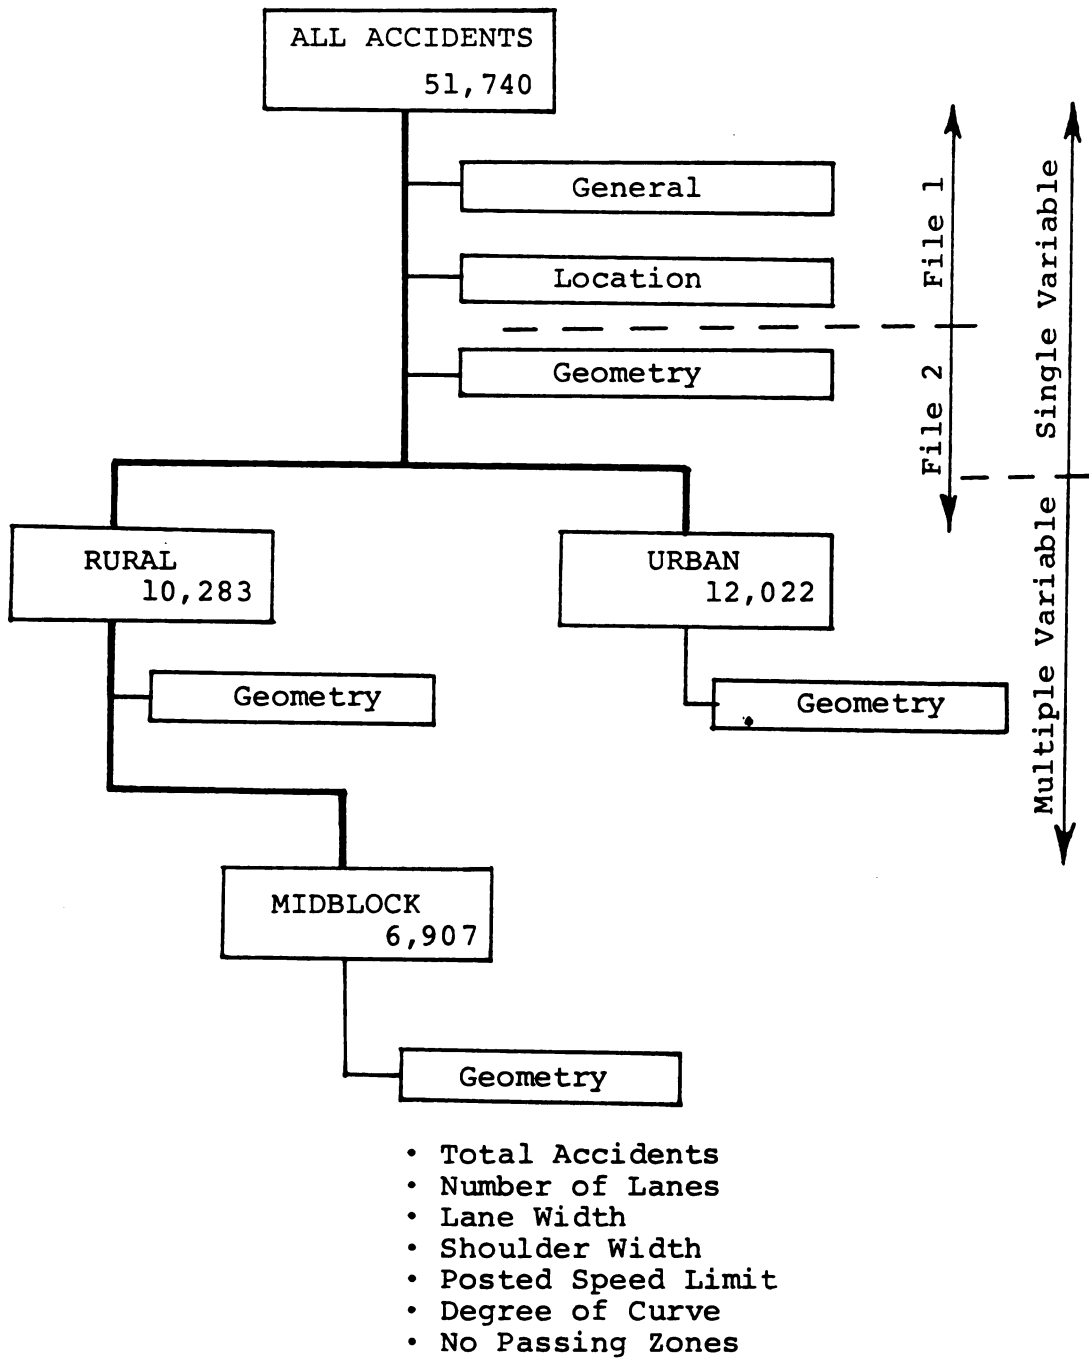 ALL ACCIDENTS
51,740
General
Location
Geometry
File 1
File 2
Single Variable
Multiple Variable
RURAL
10,283
URBAN
12,022
Geometry
Geometry
MIDBLOCK
6,907
Geometry
• Total Accidents
• Number of Lanes
• Lane Width
• Shoulder Width
• Posted Speed Limit
• Degree of Curve
• No Passing Zones